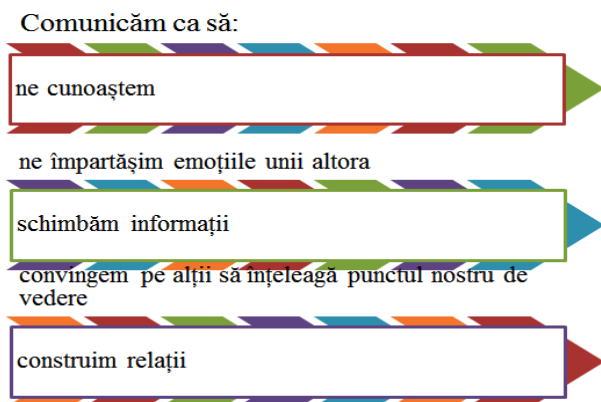 Comunicăm ca să:
ne cunoaștem
ne împartășim emoțiile unii altora
schimbăm informații
convingem pe alții să înțeleagă punctul nostru de
vedere
construim relații